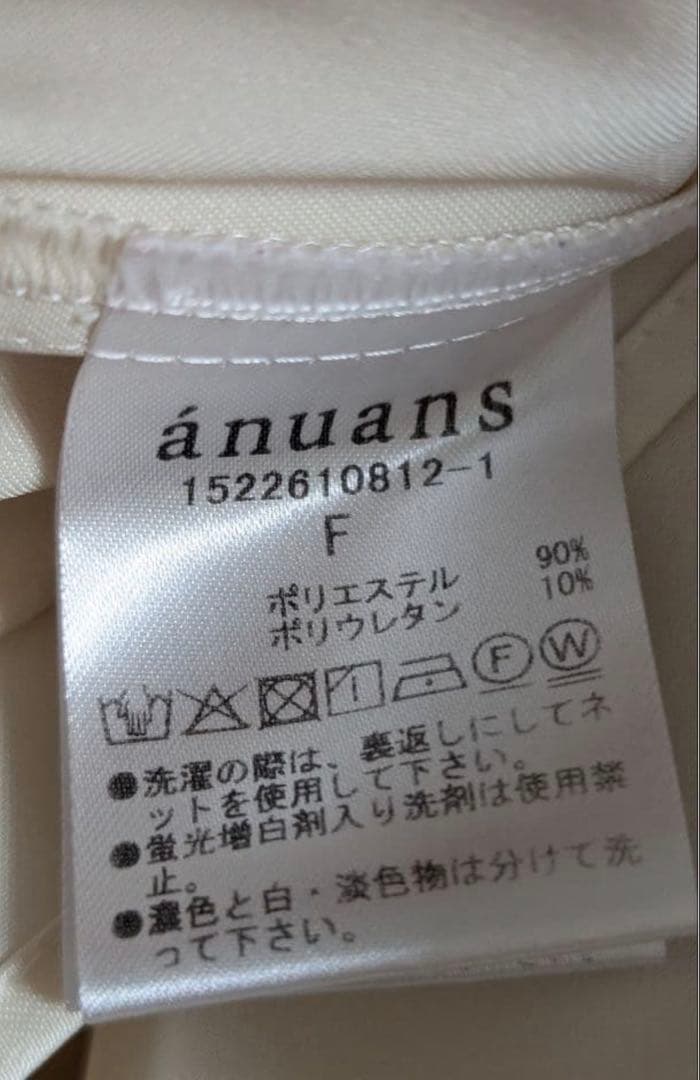 ánuans
1522610812-1
F
ポリエステル 90%
ポリウレタン 10%
F W
●洗濯の際は、裏返しにしてネ
ットを使用して下さい。
●蛍光増白剤入り洗剤は使用禁
止。
●濃色と白・淡色物は分けて洗
って下さい。